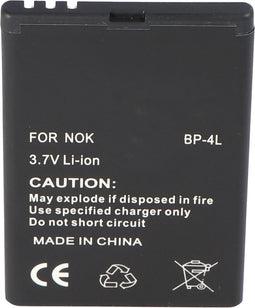 FOR NOK BP-4L
3.7V Li-ion
CAUTION:
May explode if disposed in fire
Do not short circuit
Use specified charger only
MADE IN CHINA
CE